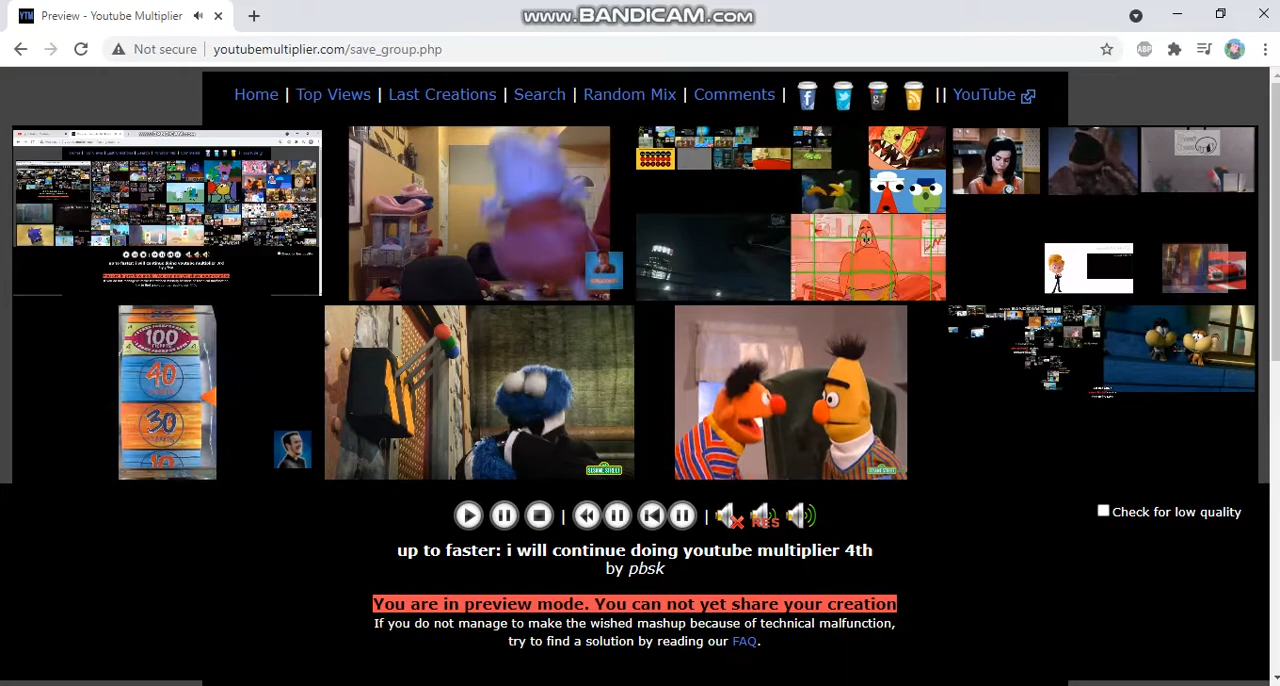 Preview - Youtube Multiplier
www.BANDICAM.com
Not secure | youtubemultiplier.com/save_group.php
ABP
Home | Top Views | Last Creations | Search | Random Mix | Comments | || YouTube
100
40
30
10
SESAME STREET
SESAME STREET
RES
Check for low quality
up to faster: i will continue doing youtube multiplier 4th
by pbsk
You are in preview mode. You can not yet share your creation
If you do not manage to make the wished mashup because of technical malfunction,
try to find a solution by reading our FAQ.